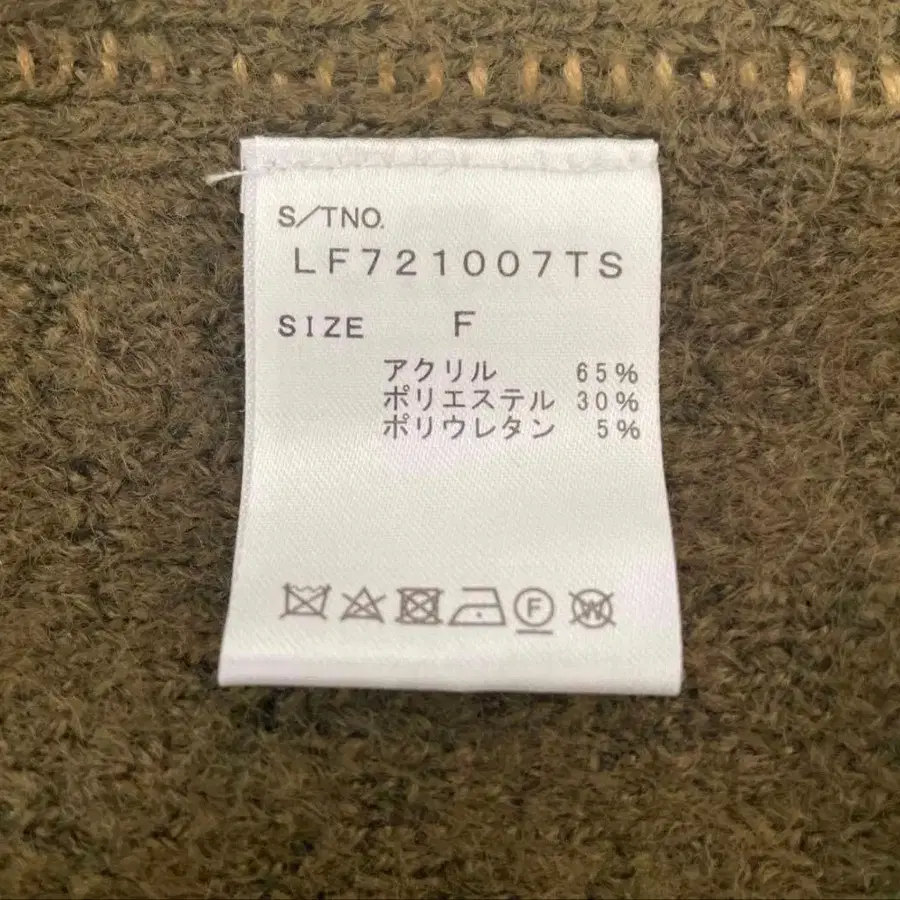 S/TNO.
LF721007TS
SIZE F
アクリル 65%
ポリエステル 30%
ポリウレタン 5%
F W